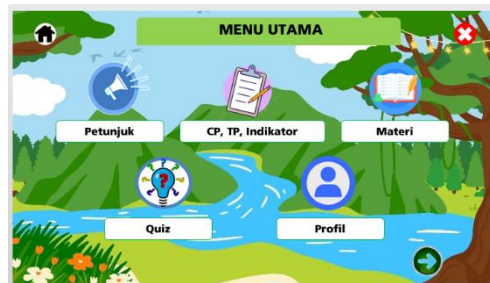 MENU UTAMA
Petunjuk
CP, TP, Indikator
Materi
Quiz
Profil